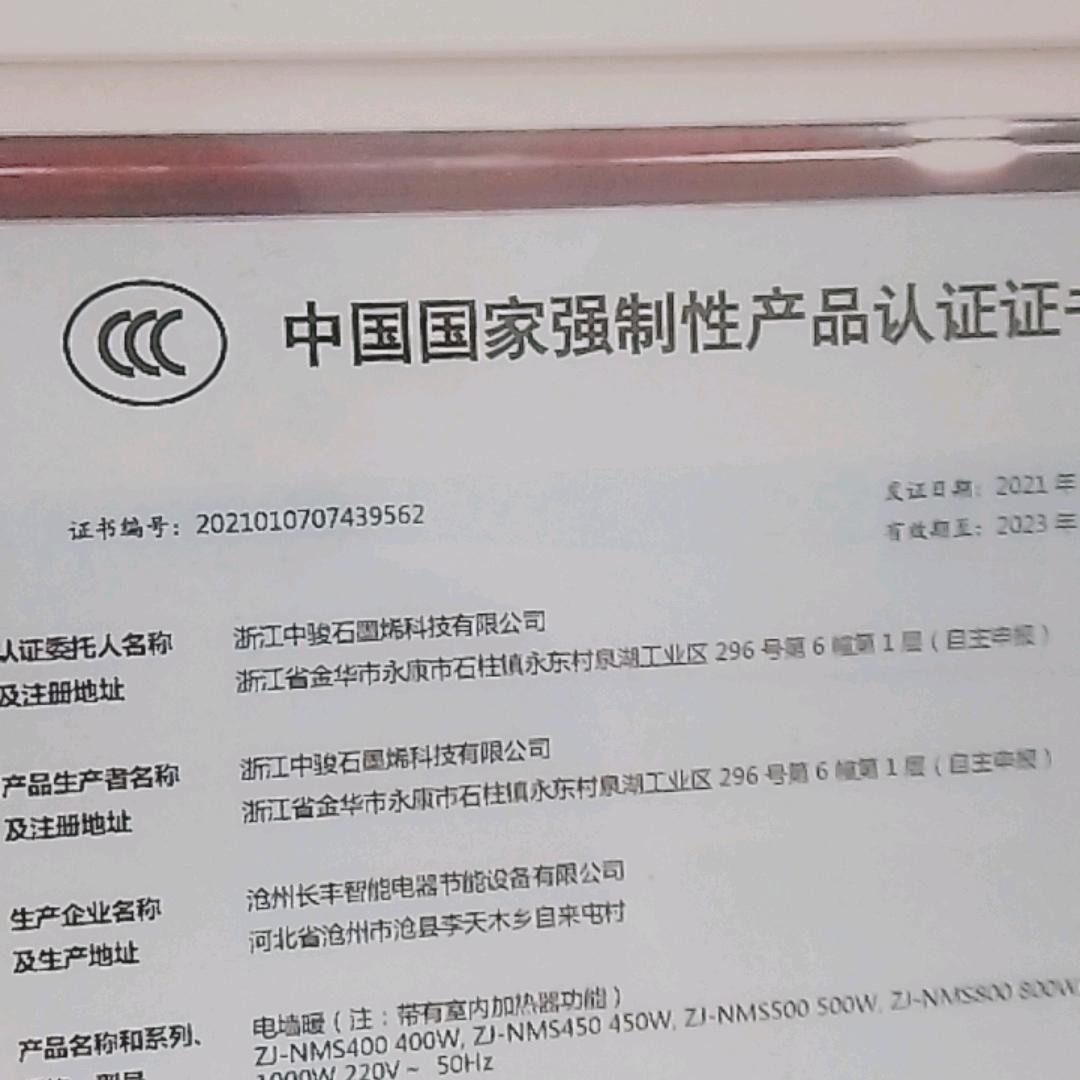 CCC 中国国家强制性产品认证证
证书编号：2021010707439562
发证日期：2021 年
有效期至：2023 年
认证委托人名称 浙江中骏石墨烯科技有限公司
及注册地址 浙江省金华市永康市石柱镇永东村泉湖工业区 296 号第 6 幢第 1 层（自主申报）
产品生产者名称 浙江中骏石墨烯科技有限公司
及注册地址 浙江省金华市永康市石柱镇永东村泉湖工业区 296 号第 6 幢第 1 层（自主申报）
生产企业名称 沧州长丰智能电器节能设备有限公司
及生产地址 河北省沧州市沧县李天木乡自来屯村
电墙暖（注：带有室内加热器功能）
产品名称和系列、 ZJ-NMS400 400W, ZJ-NMS450 450W, ZJ-NMS500 500W, ZJ-NMS800 800W
1000W 220V～ 50Hz